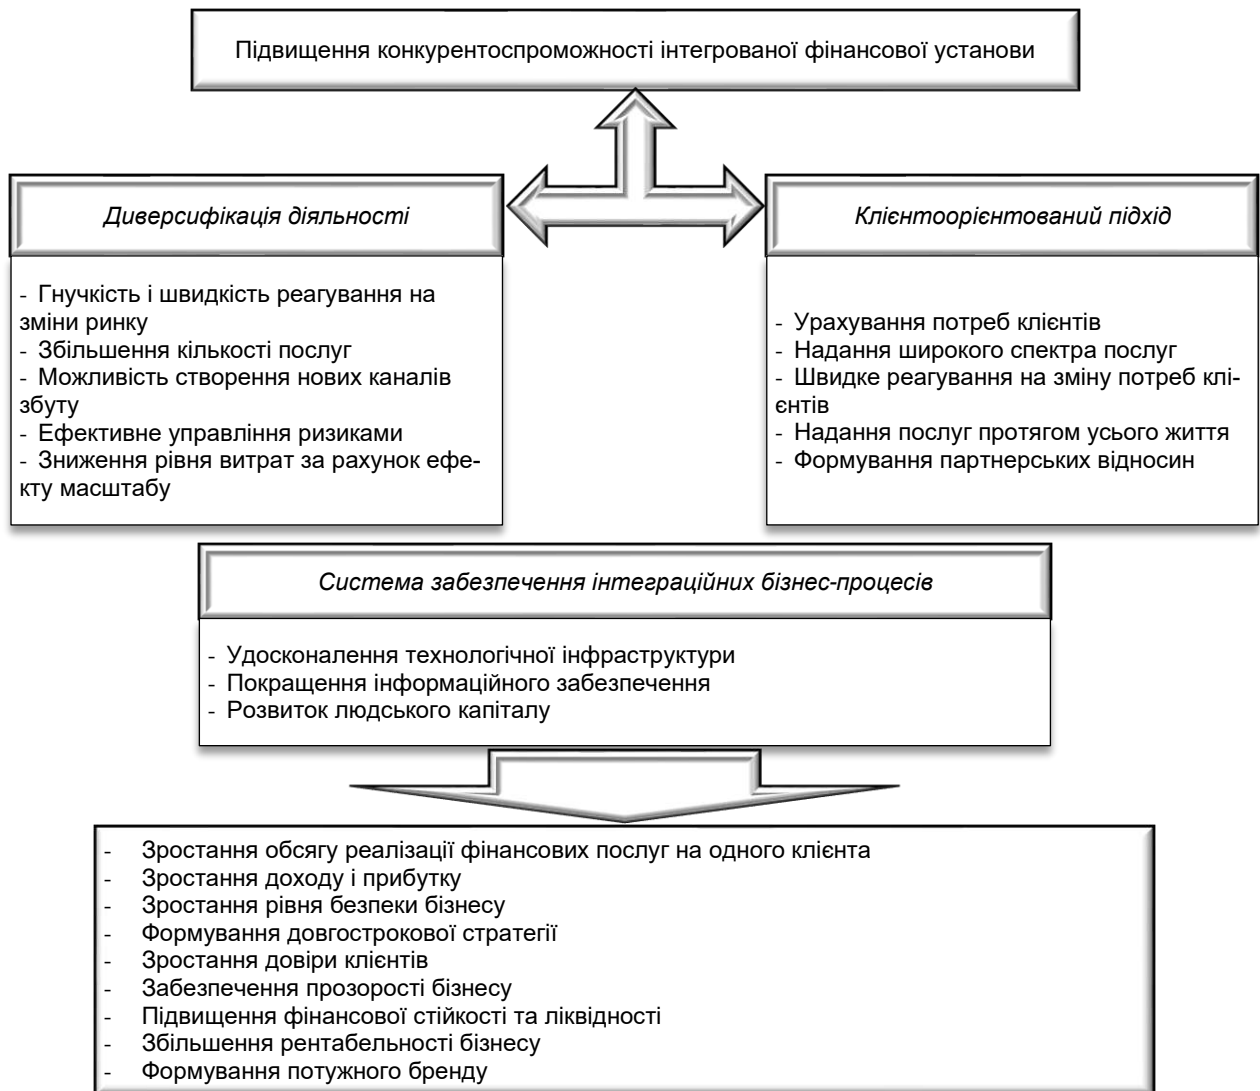 Підвищення конкурентоспроможності інтегрованої фінансової установи
Диверсифікація діяльності
- Гнучкість і швидкість реагування на
зміни ринку
- Збільшення кількості послуг
- Можливість створення нових каналів
збуту
- Ефективне управління ризиками
- Зниження рівня витрат за рахунок ефе-
кту масштабу
Клієнтоорієнтований підхід
- Урахування потреб клієнтів
- Надання широкого спектра послуг
- Швидке реагування на зміну потреб клі-
єнтів
- Надання послуг протягом усього життя
- Формування партнерських відносин
Система забезпечення інтеграційних бізнес-процесів
- Удосконалення технологічної інфраструктури
- Покращення інформаційного забезпечення
- Розвиток людського капіталу
- Зростання обсягу реалізації фінансових послуг на одного клієнта
- Зростання доходу і прибутку
- Зростання рівня безпеки бізнесу
- Формування довгострокової стратегії
- Зростання довіри клієнтів
- Забезпечення прозорості бізнесу
- Підвищення фінансової стійкості та ліквідності
- Збільшення рентабельності бізнесу
- Формування потужного бренду